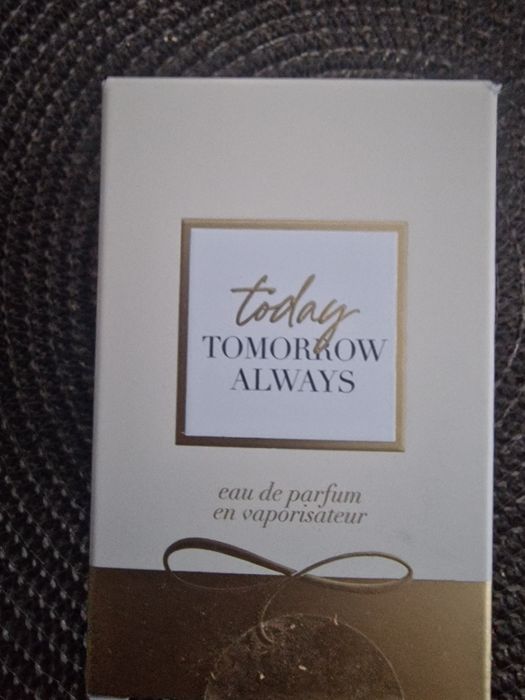 today
TOMORROW
ALWAYS
eau de parfum
en vaporisateur